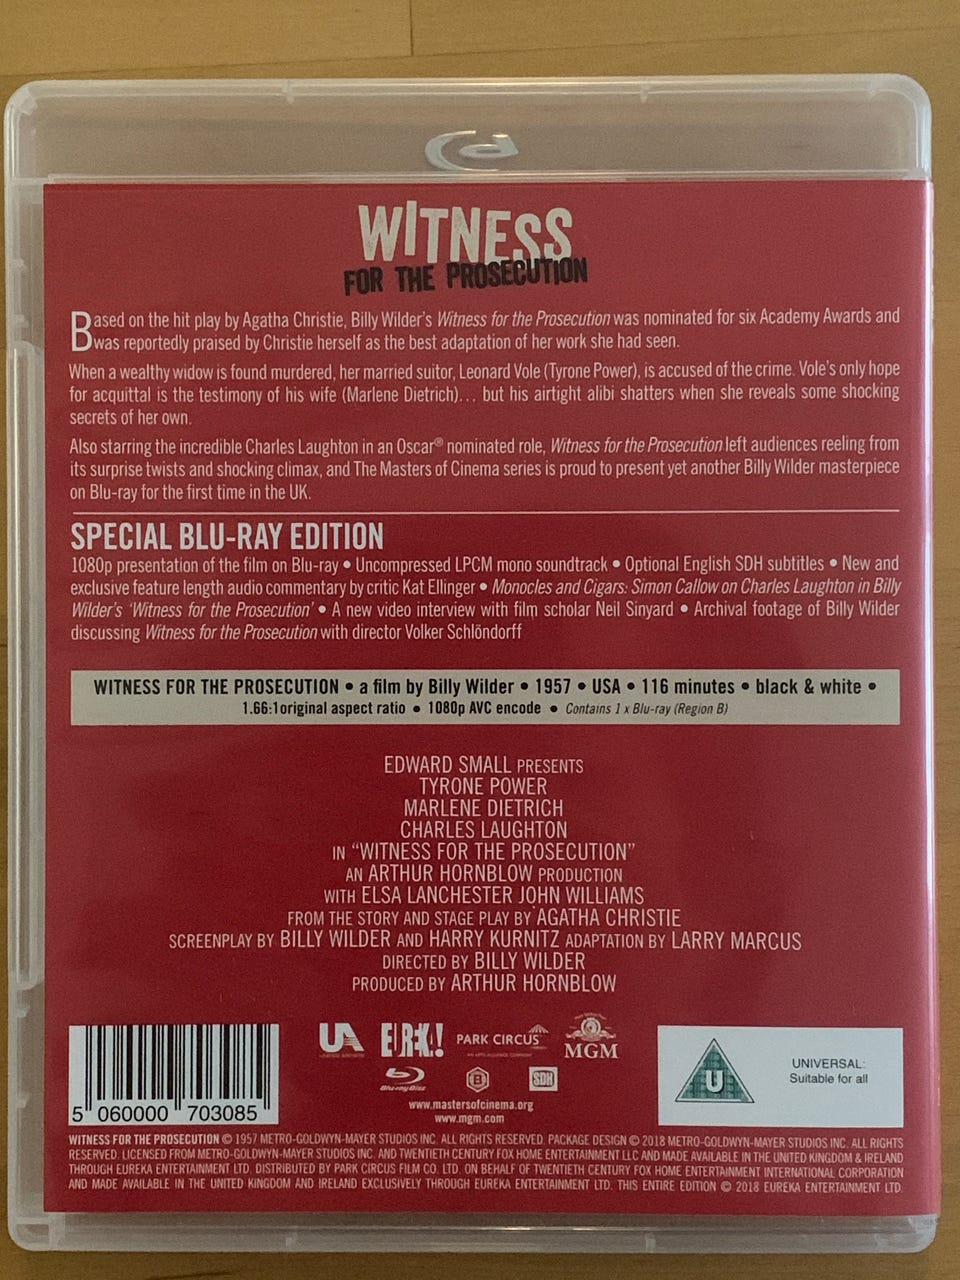 WITNESS
FOR THE PROSECUTION
Based on the hit play by Agatha Christie, Billy Wilder's Witness for the Prosecution was nominated for six Academy Awards and
was reportedly praised by Christie herself as the best adaptation of her work she had seen.
When a wealthy widow is found murdered, her married suitor, Leonard Vole (Tyrone Power), is accused of the crime. Vole's only hope
for acquittal is the testimony of his wife (Marlene Dietrich)... but his airtight alibi shatters when she reveals some shocking
secrets of her own.
Also starring the incredible Charles Laughton in an Oscar® nominated role, Witness for the Prosecution left audiences reeling from
its surprise twists and shocking climax, and The Masters of Cinema series is proud to present yet another Billy Wilder masterpiece
on Blu-ray for the first time in the UK.
SPECIAL BLU-RAY EDITION
1080p presentation of the film on Blu-ray • Uncompressed LPCM mono soundtrack • Optional English SDH subtitles • New and
exclusive feature length audio commentary by critic Kat Ellinger • Monocles and Cigars: Simon Callow on Charles Laughton in Billy
Wilder's 'Witness for the Prosecution' • A new video interview with film scholar Neil Sinyard • Archival footage of Billy Wilder
discussing Witness for the Prosecution with director Volker Schlöndorff
WITNESS FOR THE PROSECUTION • a film by Billy Wilder • 1957 • USA • 116 minutes • black & white •
1.66:1original aspect ratio • 1080p AVC encode • Contains 1 x Blu-ray (Region B)
EDWARD SMALL PRESENTS
TYRONE POWER
MARLENE DIETRICH
CHARLES LAUGHTON
IN "WITNESS FOR THE PROSECUTION"
AN ARTHUR HORNBLOW PRODUCTION
WITH ELSA LANCHESTER JOHN WILLIAMS
FROM THE STORY AND STAGE PLAY BY AGATHA CHRISTIE
SCREENPLAY BY BILLY WILDER AND HARRY KURNITZ ADAPTATION BY LARRY MARCUS
DIRECTED BY BILLY WILDER
PRODUCED BY ARTHUR HORNBLOW
UA EUREKA! PARK CIRCUS MGM
AN ARTS ALLIANCE COMPANY
Blu-ray Disc B SDH
www.mastersofcinema.org
www.mgm.com
5 060000 703085
U
UNIVERSAL:
Suitable for all
WITNESS FOR THE PROSECUTION © 1957 METRO-GOLDWYN-MAYER STUDIOS INC. ALL RIGHTS RESERVED. PACKAGE DESIGN © 2018 METRO-GOLDWYN-MAYER STUDIOS INC. ALL RIGHTS
RESERVED. LICENSED FROM METRO-GOLDWYN-MAYER STUDIOS INC. AND TWENTIETH CENTURY FOX HOME ENTERTAINMENT LLC AND MADE AVAILABLE IN THE UNITED KINGDOM & IRELAND
THROUGH EUREKA ENTERTAINMENT LTD. DISTRIBUTED BY PARK CIRCUS FILM CO. LTD. ON BEHALF OF TWENTIETH CENTURY FOX HOME ENTERTAINMENT INTERNATIONAL CORPORATION
AND MADE AVAILABLE IN THE UNITED KINGDOM AND IRELAND EXCLUSIVELY THROUGH EUREKA ENTERTAINMENT LTD. THIS ENTIRE EDITION © 2018 EUREKA ENTERTAINMENT LTD.